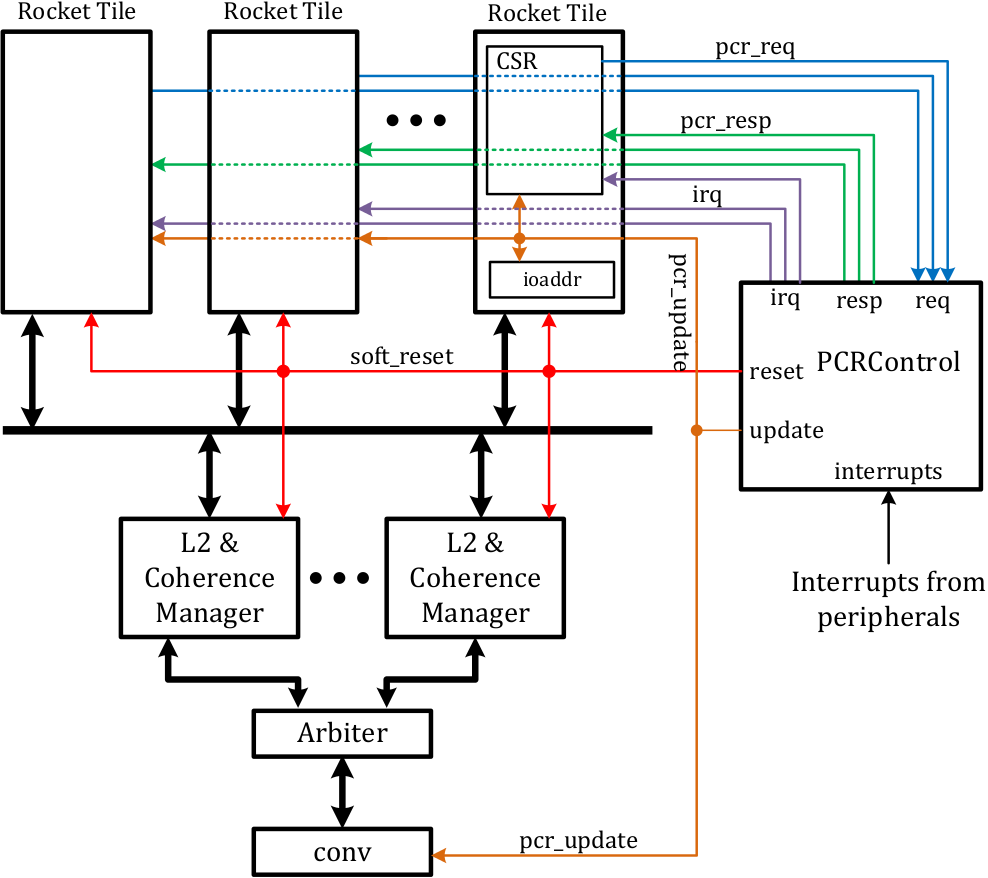 Rocket Tile
Rocket Tile
Rocket Tile
CSR
pcr_req
pcr_resp
irq
ioaddr
pcr_update
irq
resp
req
soft_reset
reset
PCRControl
update
interrupts
L2 &
Coherence
Manager
L2 &
Coherence
Manager
Interrupts from
peripherals
Arbiter
conv
pcr_update